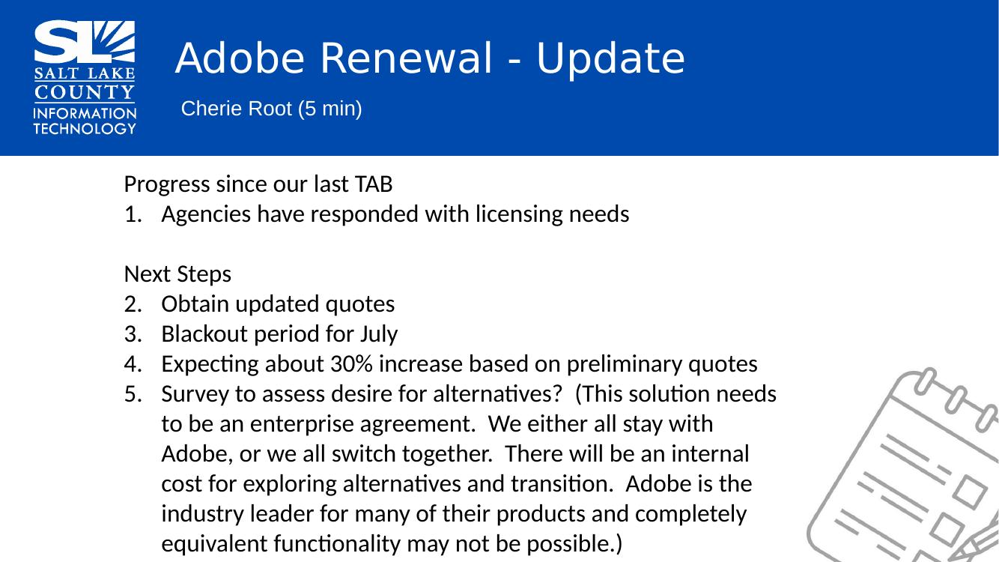 SL
SALT LAKE
COUNTY
INFORMATION
TECHNOLOGY
Adobe Renewal - Update
Cherie Root (5 min)
Progress since our last TAB
1. Agencies have responded with licensing needs
Next Steps
2. Obtain updated quotes
3. Blackout period for July
4. Expecting about 30% increase based on preliminary quotes
5. Survey to assess desire for alternatives?  (This solution needs
to be an enterprise agreement.  We either all stay with
Adobe, or we all switch together.  There will be an internal
cost for exploring alternatives and transition.  Adobe is the
industry leader for many of their products and completely
equivalent functionality may not be possible.)